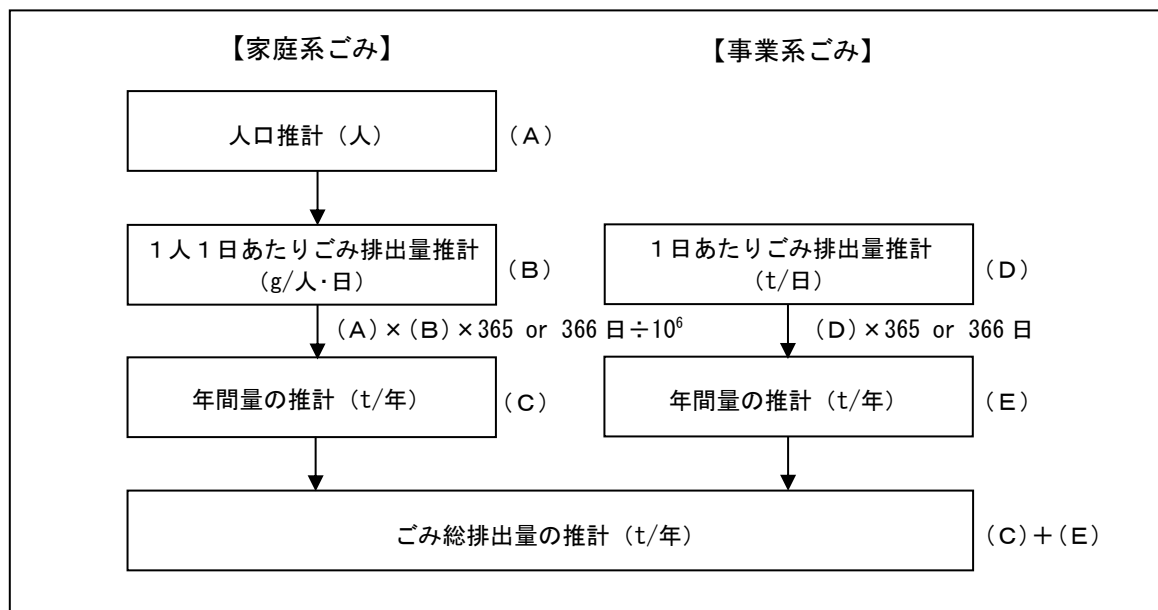 【家庭系ごみ】 【事業系ごみ】
人口推計（人） （Ａ）
１人１日あたりごみ排出量推計
(g/人･日) （Ｂ）
１日あたりごみ排出量推計
(t/日) （Ｄ）
（Ａ）×（Ｂ）×365 or 366 日÷10⁶
（Ｄ）×365 or 366 日
年間量の推計（t/年） （Ｃ）
年間量の推計（t/年） （Ｅ）
ごみ総排出量の推計（t/年） （Ｃ）＋（Ｅ）